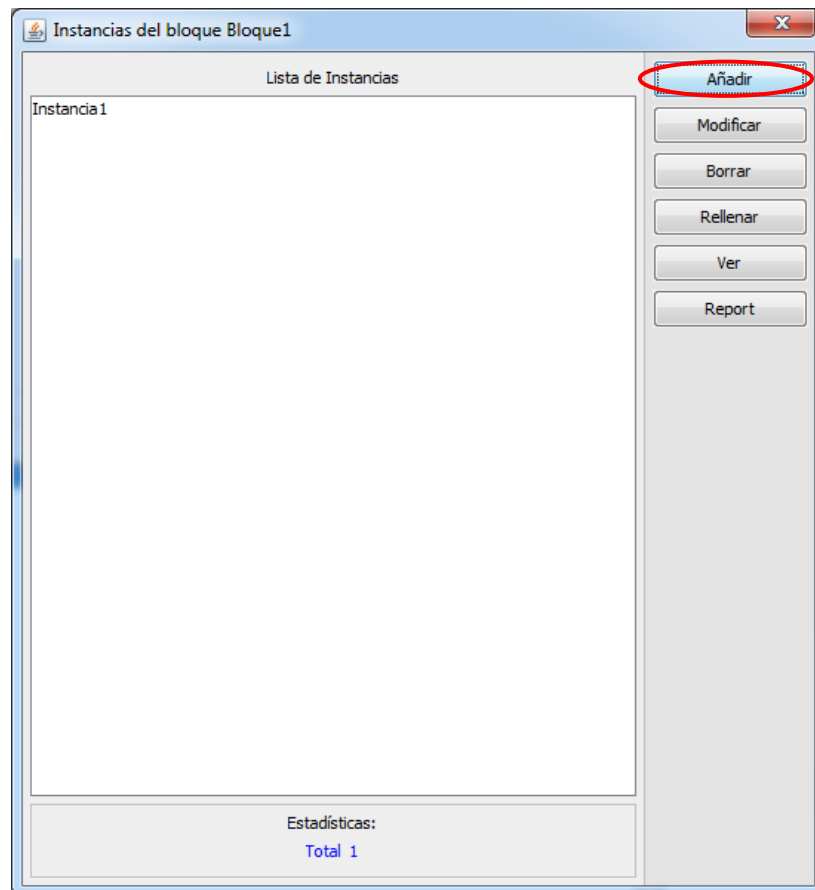 Instancias del bloque Bloque1
Lista de Instancias
Instancia1
Añadir
Modificar
Borrar
Rellenar
Ver
Report
Estadísticas:
Total 1